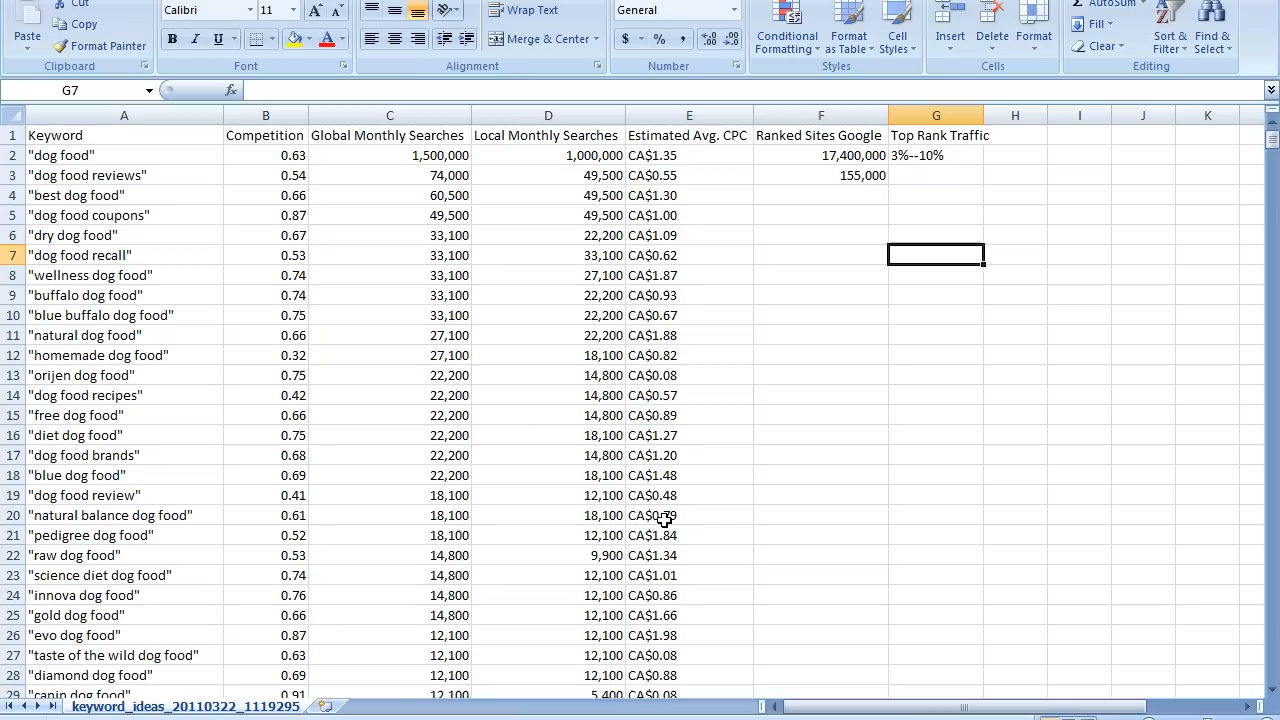 Cut Calibri 11 A A Wrap Text General AutoSum
Paste Copy Conditional Format Cell Insert Delete Format Fill Sort & Find &
Format Painter B I U A Merge & Center $ % , Formatting as Table Styles Clear Filter Select
Clipboard Font Alignment Number Styles Cells Editing
G7 fx
A B C D E F G H I J K
1 Keyword Competition Global Monthly Searches Local Monthly Searches Estimated Avg. CPC Ranked Sites Google Top Rank Traffic
2 "dog food" 0.63 1,500,000 1,000,000 CA$1.35 17,400,000 3%--10%
3 "dog food reviews" 0.54 74,000 49,500 CA$0.55 155,000
4 "best dog food" 0.66 60,500 49,500 CA$1.30
5 "dog food coupons" 0.87 49,500 49,500 CA$1.00
6 "dry dog food" 0.67 33,100 22,200 CA$1.09
7 "dog food recall" 0.53 33,100 33,100 CA$0.62
8 "wellness dog food" 0.74 33,100 27,100 CA$1.87
9 "buffalo dog food" 0.74 33,100 22,200 CA$0.93
10 "blue buffalo dog food" 0.75 33,100 22,200 CA$0.67
11 "natural dog food" 0.66 27,100 22,200 CA$1.88
12 "homemade dog food" 0.32 27,100 18,100 CA$0.82
13 "orijen dog food" 0.75 22,200 14,800 CA$0.08
14 "dog food recipes" 0.42 22,200 14,800 CA$0.57
15 "free dog food" 0.66 22,200 14,800 CA$0.89
16 "diet dog food" 0.75 22,200 18,100 CA$1.27
17 "dog food brands" 0.68 22,200 14,800 CA$1.20
18 "blue dog food" 0.69 22,200 18,100 CA$1.48
19 "dog food review" 0.41 18,100 12,100 CA$0.48
20 "natural balance dog food" 0.61 18,100 18,100
21 "pedigree dog food" 0.52 18,100 12,100 CA$1.84
22 "raw dog food" 0.53 14,800 9,900 CA$1.34
23 "science diet dog food" 0.74 14,800 12,100 CA$1.01
24 "innova dog food" 0.76 14,800 12,100 CA$0.86
25 "gold dog food" 0.66 14,800 12,100 CA$1.66
26 "evo dog food" 0.87 12,100 12,100 CA$1.98
27 "taste of the wild dog food" 0.63 12,100 12,100 CA$0.08
28 "diamond dog food" 0.69 12,100 12,100 CA$0.88
29 "canin dog food" 0.91 12,100 5,400 CA$0.08
keyword_ideas_20110322_1119295